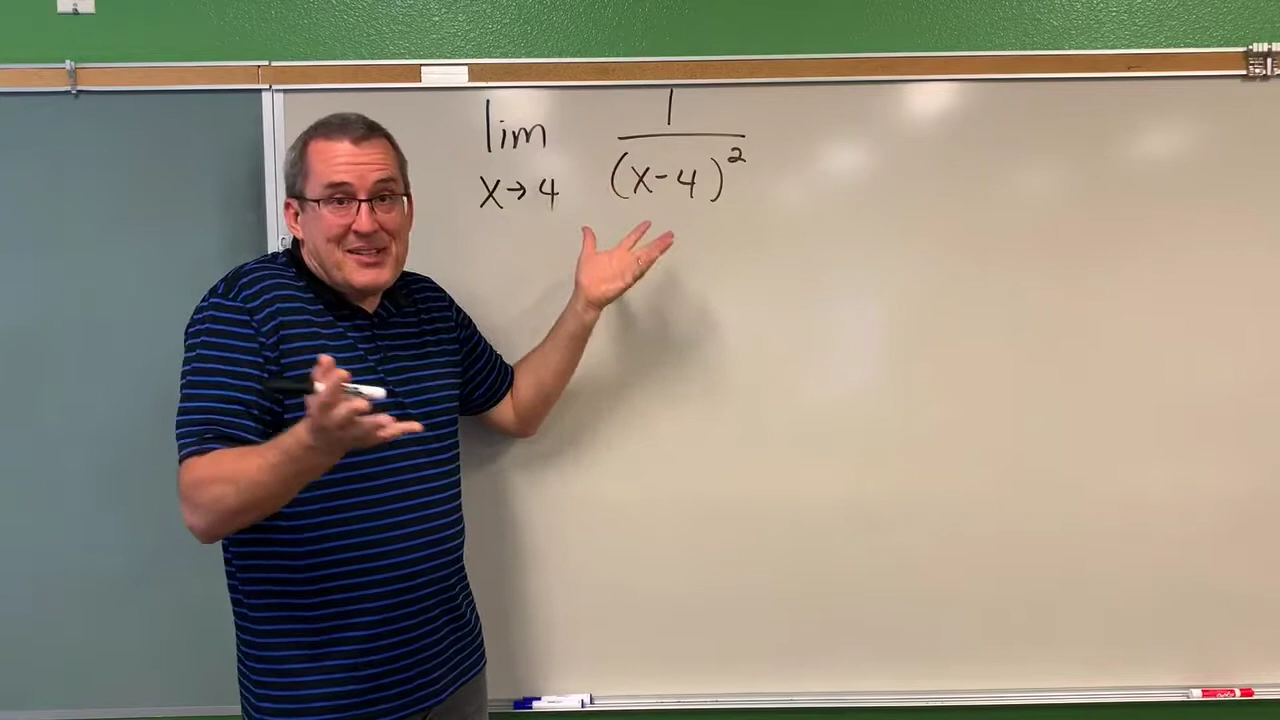 lim 1
x→4 (x-4)²